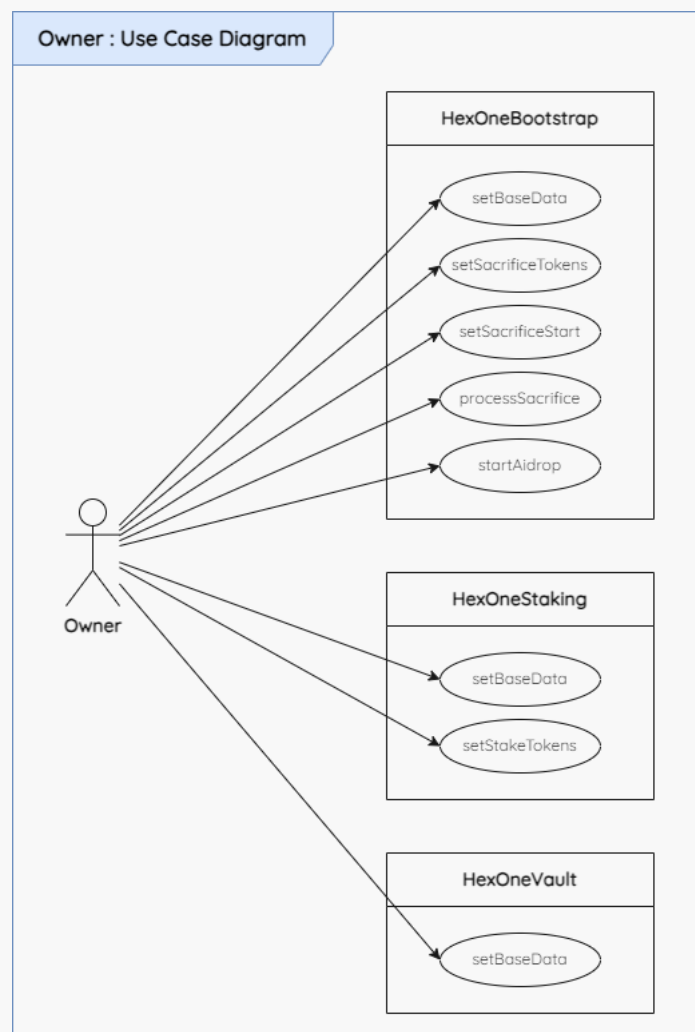 Owner : Use Case Diagram
HexOneBootstrap
setBaseData
setSacrificeTokens
setSacrificeStart
processSacrifice
startAidrop
Owner
HexOneStaking
setBaseData
setStakeTokens
HexOneVault
setBaseData